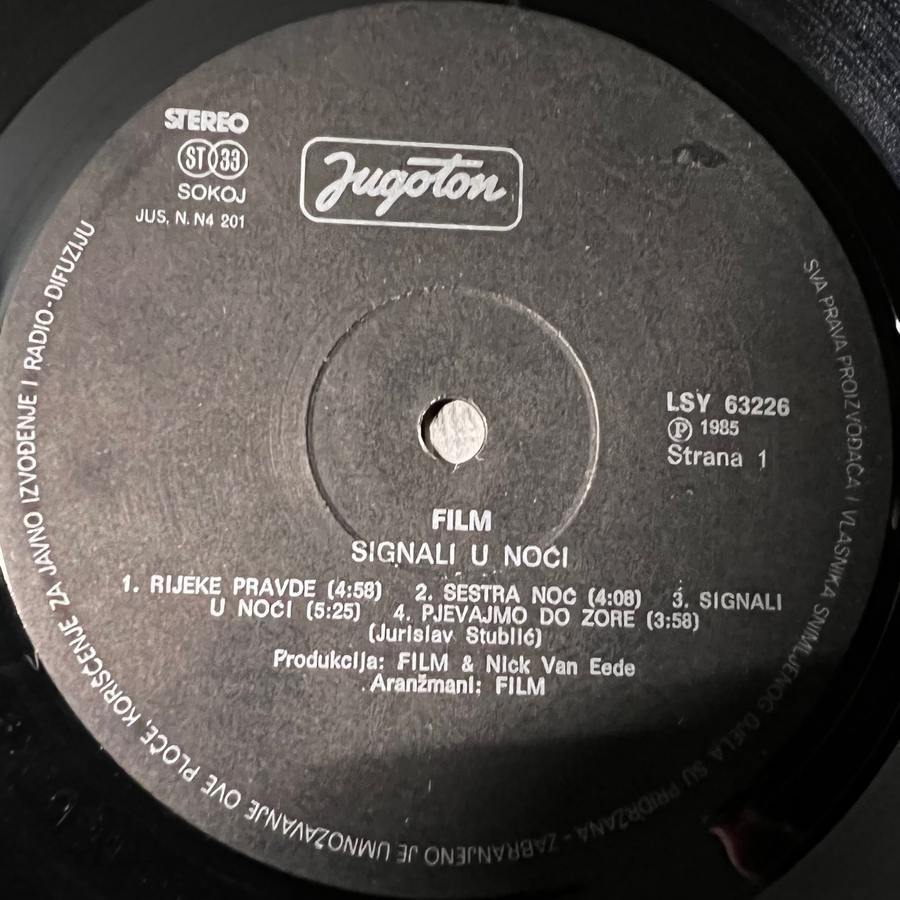 STEREO
ST 33
SOKOJ
JUS. N. N4 201
Jugoton
LSY 63226
Ⓟ 1985
Strana 1
FILM
SIGNALI U NOĆI
1. RIJEKE PRAVDE (4:58) 2. SESTRA NOĆ (4:08) 3. SIGNALI
U NOĆI (5:25) 4. PJEVAJMO DO ZORE (3:58)
(Jurislav Stublić)
Produkcija: FILM & Nick Van Eede
Aranžmani: FILM
SVA PRAVA PROIZVOĐAČA I VLASNIKA SNIMLJENOG DJELA SU PRIDRŽANA - ZABRANJENO JE UMNOŽAVANJE OVE PLOČE, KORIŠĆENJE ZA JAVNO IZVOĐENJE I RADIO-DIFUZIJU